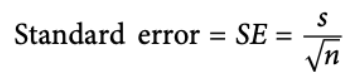 Standard error = SE = s/√n